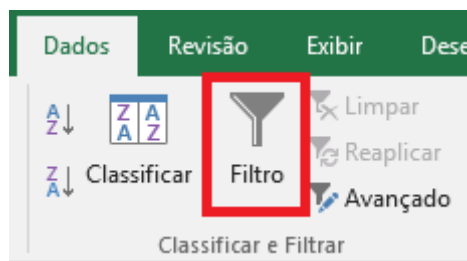 Dados Revisão Exibir Dese
A Z
Z A
Z A
A Z
Classificar
Filtro
Limpar
Reaplicar
Avançado
Classificar e Filtrar